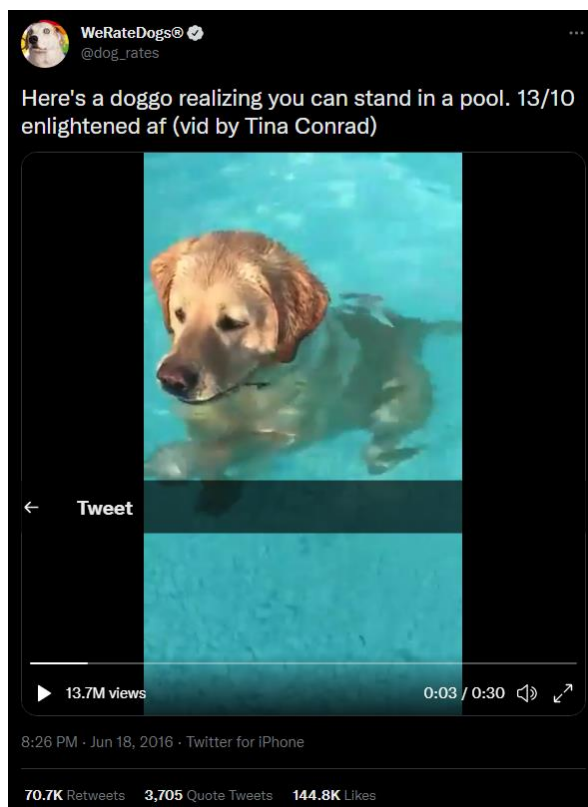 WeRateDogs®
@dog_rates
Here's a doggo realizing you can stand in a pool. 13/10
enlightened af (vid by Tina Conrad)
Tweet
13.7M views
0:03 / 0:30
8:26 PM · Jun 18, 2016 · Twitter for iPhone
70.7K Retweets 3,705 Quote Tweets 144.8K Likes